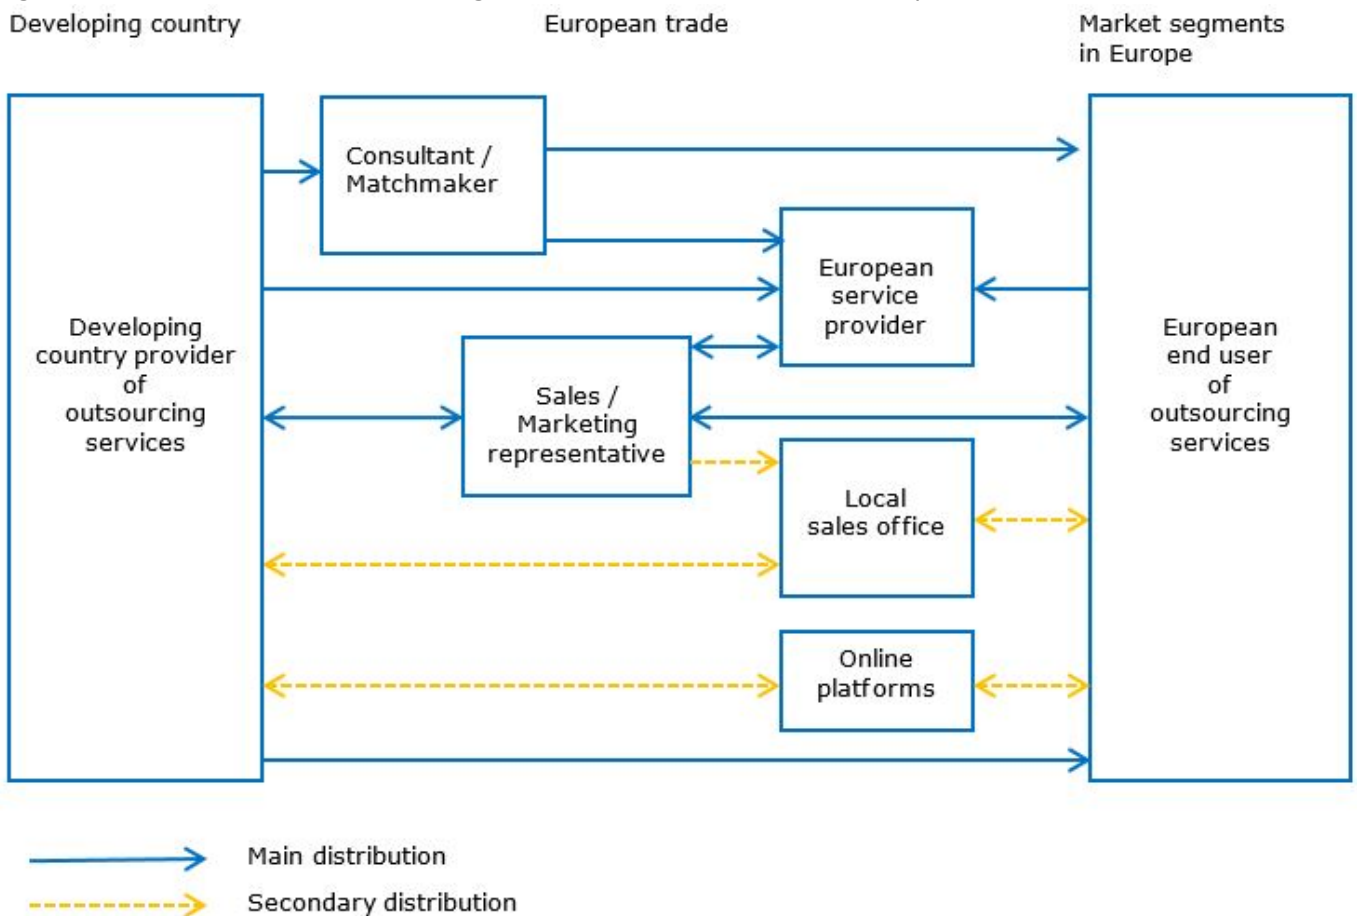 Developing country
European trade
Market segments
in Europe
Consultant /
Matchmaker
European
service
provider
Developing
country provider
of
outsourcing
services
European
end user
of
outsourcing
services
Sales /
Marketing
representative
Local
sales office
Online
platforms
Main distribution
Secondary distribution